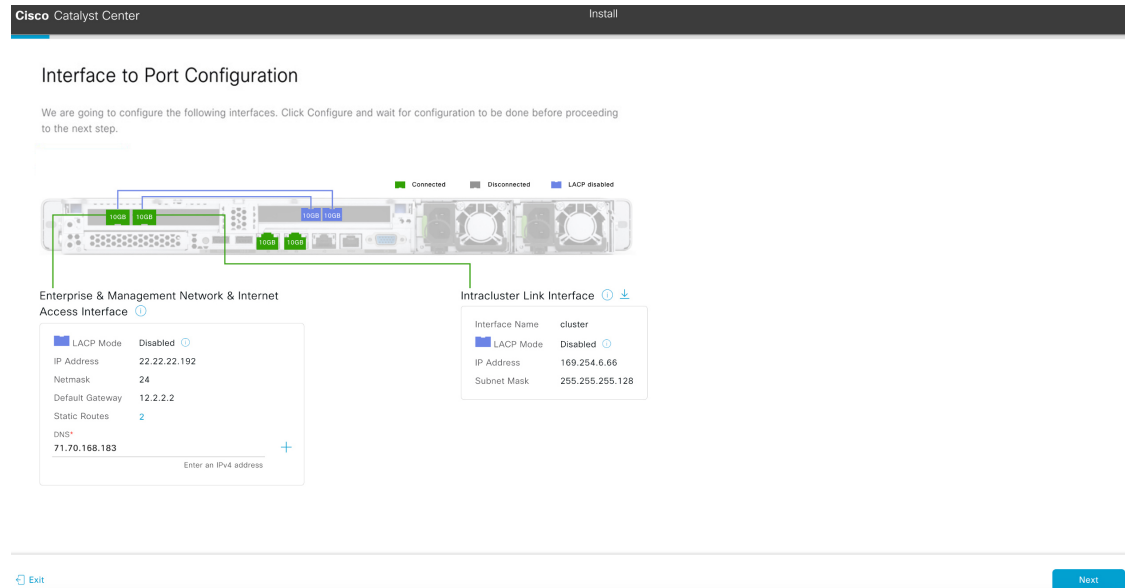 Cisco Catalyst Center
Install
Interface to Port Configuration
We are going to configure the following interfaces. Click Configure and wait for configuration to be done before proceeding
to the next step.
Connected
Disconnected
LACP disabled
10GB 10GB
10GB 10GB
10GB 10GB
Enterprise & Management Network & Internet
Access Interface
LACP Mode Disabled
IP Address 22.22.22.192
Netmask 24
Default Gateway 12.2.2.2
Static Routes 2
DNS*
71.70.168.183
Enter an IPv4 address
Intracluster Link Interface
Interface Name cluster
LACP Mode Disabled
IP Address 169.254.6.66
Subnet Mask 255.255.255.128
Exit
Next